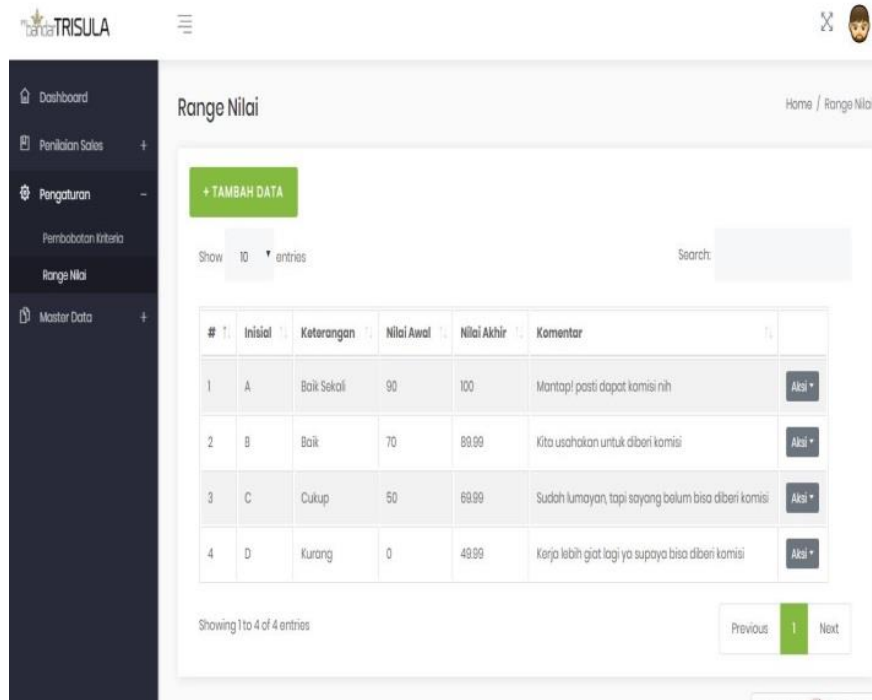 bandarTRISULA
Dashboard
Penilaian Sales +
Pengaturan -
Pembobotan Kriteria
Range Nilai
Master Data +
Range Nilai
Home / Range Nilai
+ TAMBAH DATA
Show 10 entries
Search:
# Inisial Keterangan Nilai Awal Nilai Akhir Komentar
1 A Baik Sekali 90 100 Mantap! pasti dapat komisi nih Aksi
2 B Baik 70 89.99 Kita usahakan untuk diberi komisi Aksi
3 C Cukup 50 69.99 Sudah lumayan, tapi sayang belum bisa diberi komisi Aksi
4 D Kurang 0 49.99 Kerja lebih giat lagi ya supaya bisa diberi komisi Aksi
Showing 1 to 4 of 4 entries
Previous 1 Next